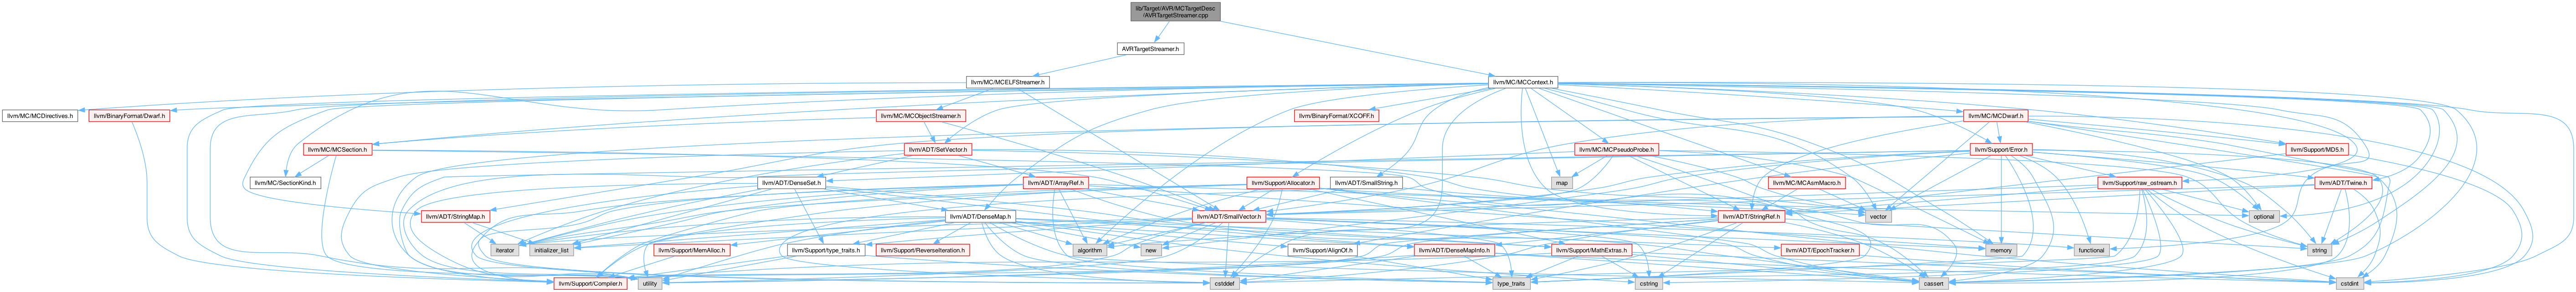 lib/Target/AVR/MCTargetDesc
/AVRTargetStreamer.cpp
AVRTargetStreamer.h
llvm/MC/MCELFStreamer.h
llvm/MC/MCContext.h
llvm/MC/MCDirectives.h
llvm/BinaryFormat/Dwarf.h
llvm/MC/MCObjectStreamer.h
llvm/BinaryFormat/XCOFF.h
llvm/MC/MCDwarf.h
llvm/MC/MCSection.h
llvm/ADT/SetVector.h
llvm/MC/MCPseudoProbe.h
llvm/Support/Error.h
llvm/Support/MD5.h
llvm/MC/SectionKind.h
llvm/ADT/DenseSet.h
llvm/ADT/ArrayRef.h
llvm/Support/Allocator.h
llvm/ADT/SmallString.h
map
llvm/MC/MCAsmMacro.h
llvm/Support/raw_ostream.h
llvm/ADT/Twine.h
llvm/ADT/StringMap.h
llvm/ADT/DenseMap.h
llvm/ADT/SmallVector.h
llvm/ADT/StringRef.h
vector
optional
iterator
initializer_list
llvm/Support/MemAlloc.h
llvm/Support/type_traits.h
llvm/Support/ReverseIteration.h
algorithm
new
llvm/Support/AlignOf.h
llvm/ADT/DenseMapInfo.h
llvm/Support/MathExtras.h
llvm/ADT/EpochTracker.h
memory
functional
string
llvm/Support/Compiler.h
utility
cstddef
type_traits
cstring
cassert
cstdint